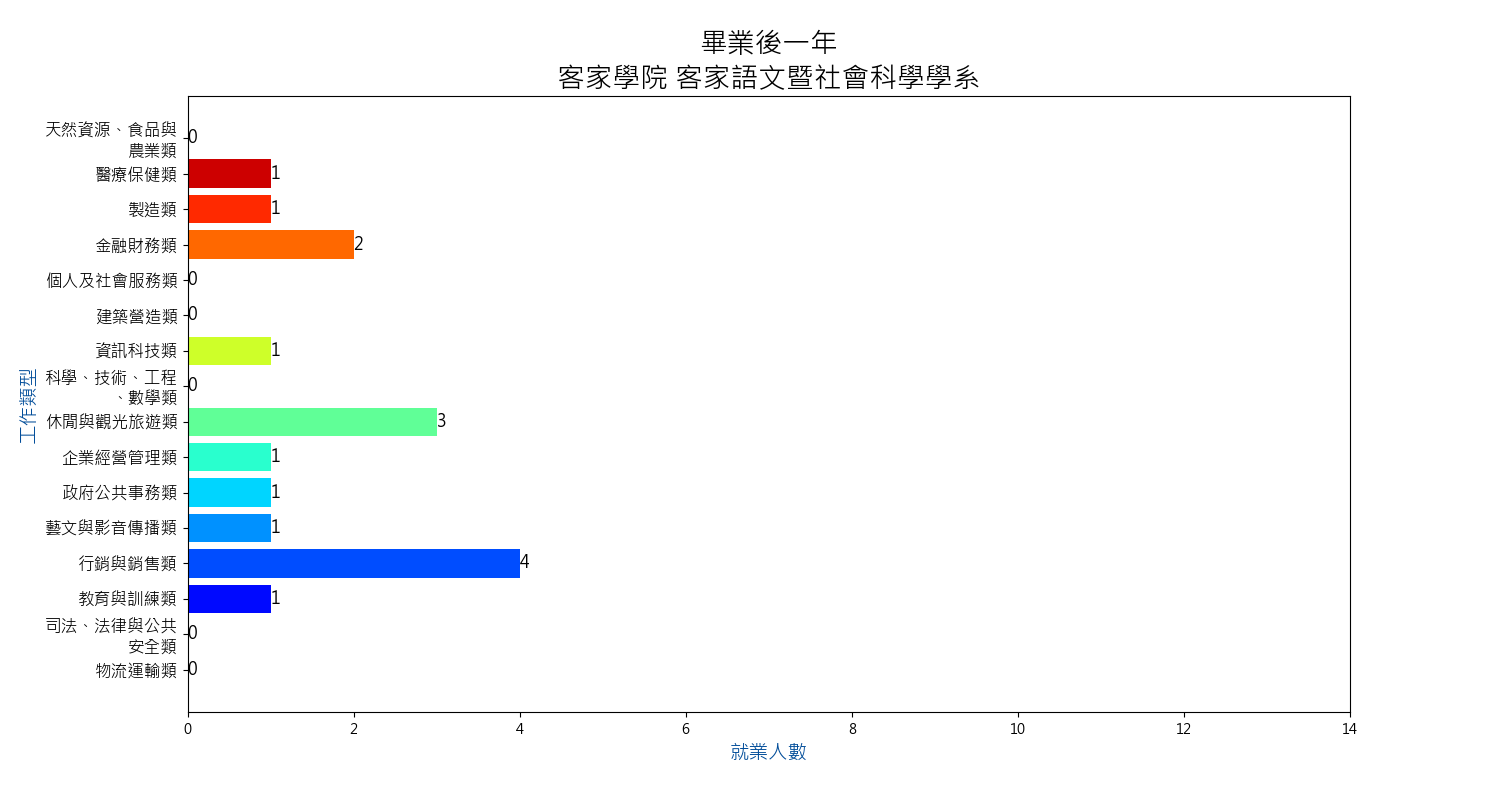 畢業後一年
客家學院 客家語文暨社會科學學系
工作類型
天然資源、食品與
農業類
0
醫療保健類
1
製造類
1
金融財務類
2
個人及社會服務類
0
建築營造類
0
資訊科技類
1
科學、技術、工程
、數學類
0
休閒與觀光旅遊類
3
企業經營管理類
1
政府公共事務類
1
藝文與影音傳播類
1
行銷與銷售類
4
教育與訓練類
1
司法、法律與公共
安全類
0
物流運輸類
0
0 2 4 6 8 10 12 14
就業人數